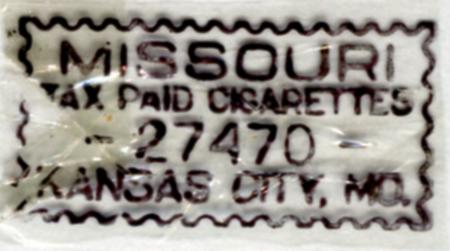 MISSOURI
TAX PAID CIGARETTES
- 27470 -
KANSAS CITY, MO.